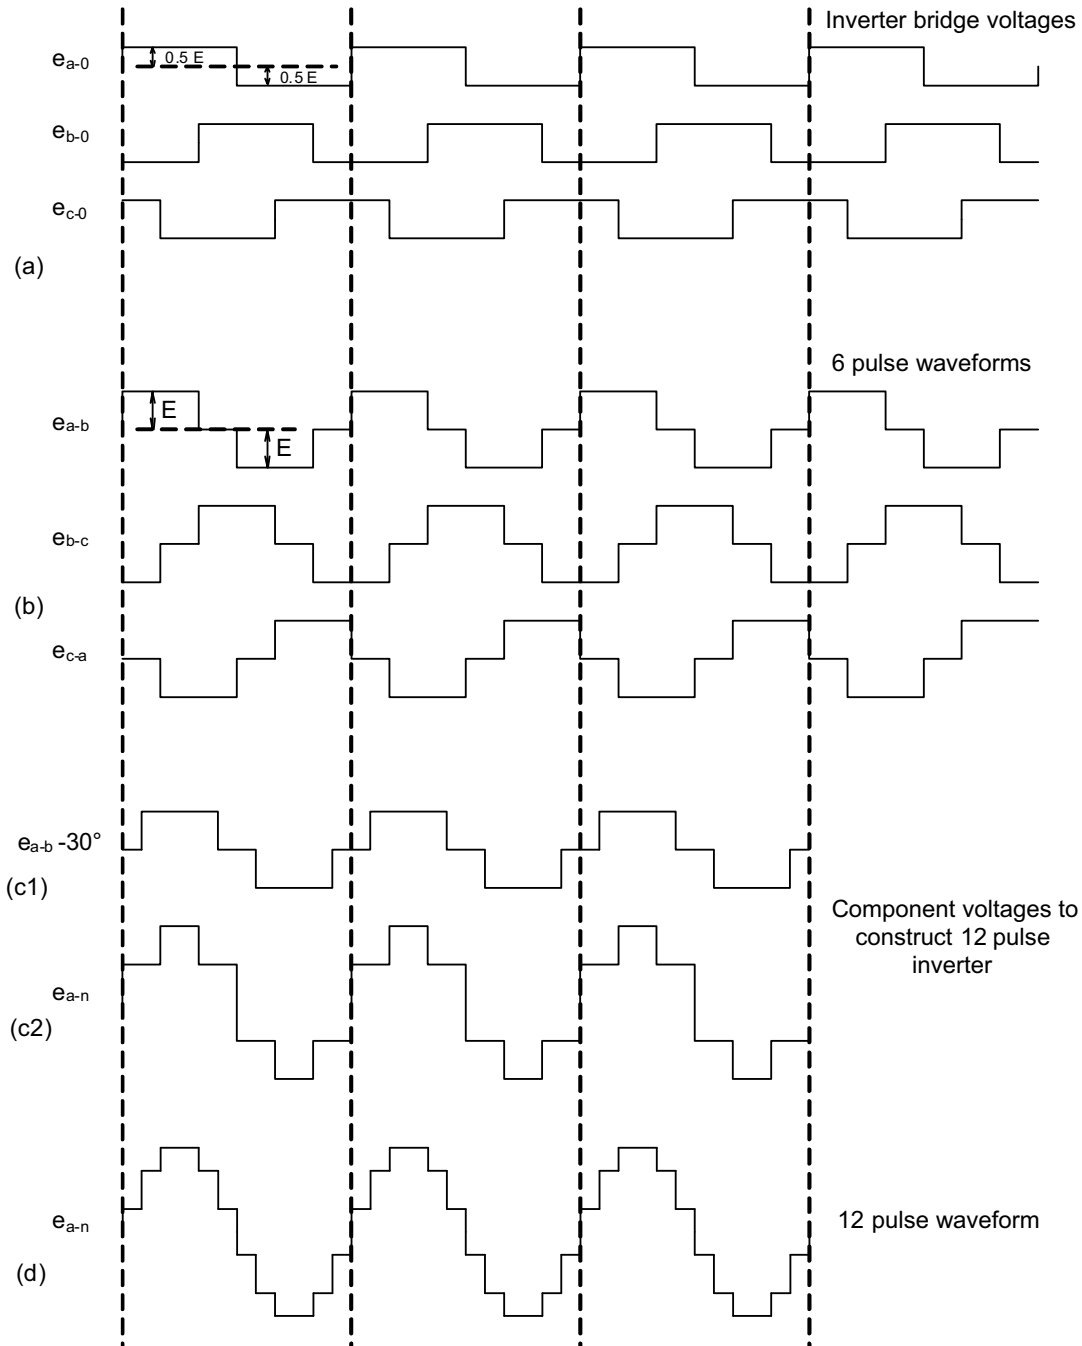 Inverter bridge voltages
ea-0
0.5 E
0.5 E
eb-0
ec-0
(a)
6 pulse waveforms
ea-b
E
E
eb-c
(b)
ec-a
ea-b -30°
(c1)
Component voltages to
construct 12 pulse
inverter
ea-n
(c2)
ea-n
12 pulse waveform
(d)